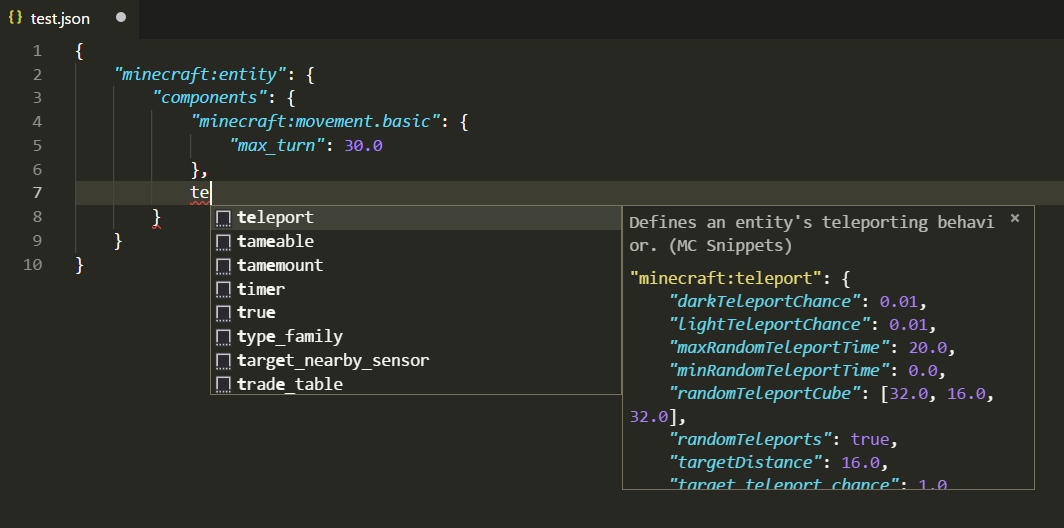 {} test.json
1 {
2 "minecraft:entity": {
3 "components": {
4 "minecraft:movement.basic": {
5 "max_turn": 30.0
6 },
7 te
8 }
9 }
10 }
teleport
tameable
tamemount
timer
true
type_family
target_nearby_sensor
trade_table
Defines an entity's teleporting behavi
or. (MC Snippets)
"minecraft:teleport": {
"darkTeleportChance": 0.01,
"lightTeleportChance": 0.01,
"maxRandomTeleportTime": 20.0,
"minRandomTeleportTime": 0.0,
"randomTeleportCube": [32.0, 16.0,
32.0],
"randomTeleports": true,
"targetDistance": 16.0,
"target_teleport_chance": 1.0